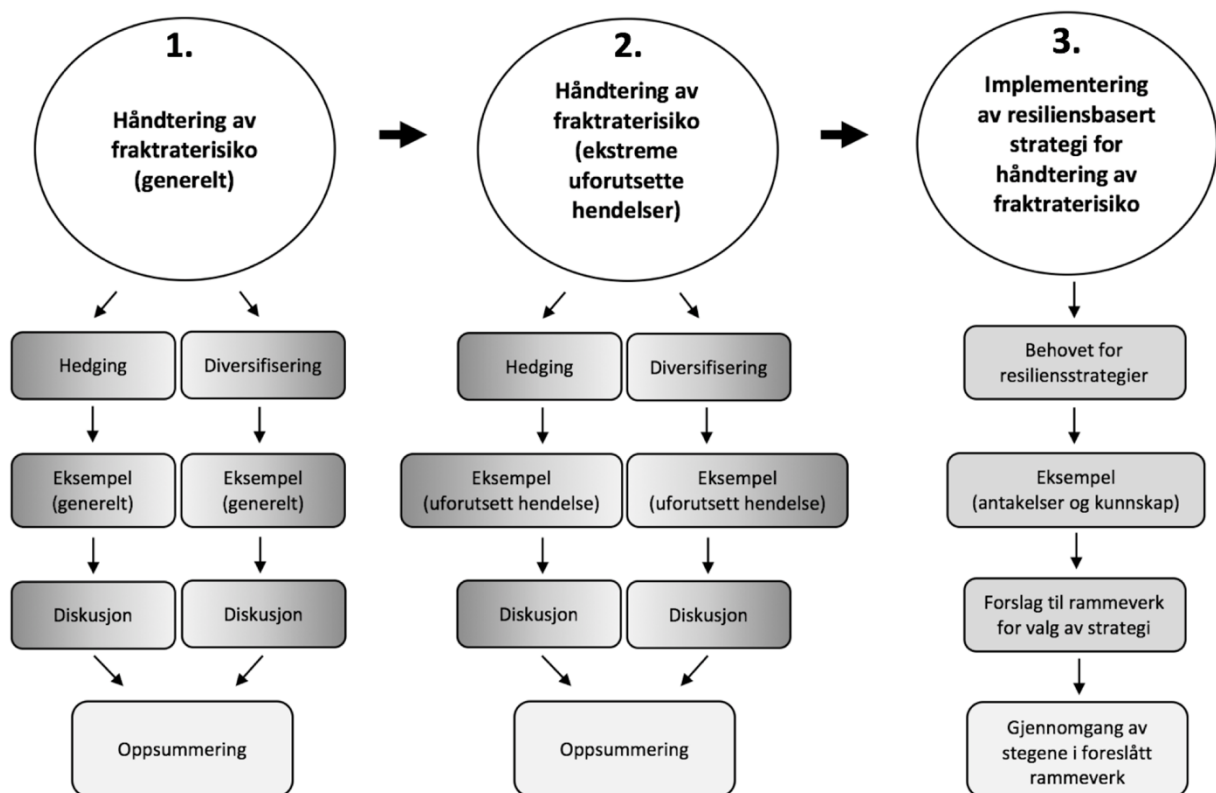 1.
Håndtering av
fraktraterisiko
(generelt)
2.
Håndtering av
fraktraterisiko
(ekstreme
uforutsette
hendelser)
3.
Implementering
av resiliensbasert
strategi for
håndtering av
fraktraterisiko
Hedging
Diversifisering
Eksempel
(generelt)
Eksempel
(generelt)
Diskusjon
Diskusjon
Oppsummering
Hedging
Diversifisering
Eksempel
(uforutsett hendelse)
Eksempel
(uforutsett hendelse)
Diskusjon
Diskusjon
Oppsummering
Behovet for
resiliensstrategier
Eksempel
(antakelser og kunnskap)
Forslag til rammeverk
for valg av strategi
Gjennomgang av
stegene i foreslått
rammeverk